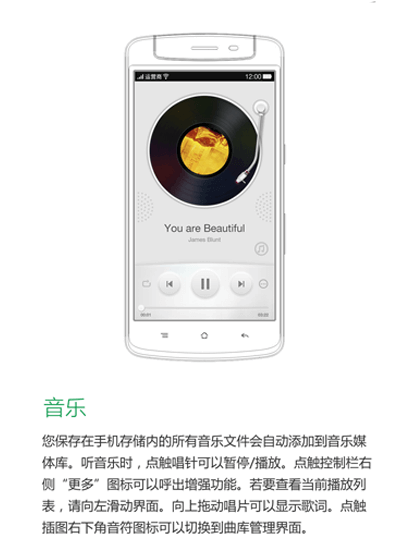 运营商 12:00
You are Beautiful
James Blunt
音乐
您保存在手机存储内的所有音乐文件会自动添加到音乐媒
体库。听音乐时，点触唱针可以暂停/播放。点触控制栏右
侧“更多”图标可以呼出增强功能。若要查看当前播放列
表，请向左滑动界面。向上拖动唱片可以显示歌词。点触
插图右下角音符图标可以切换到曲库管理界面。